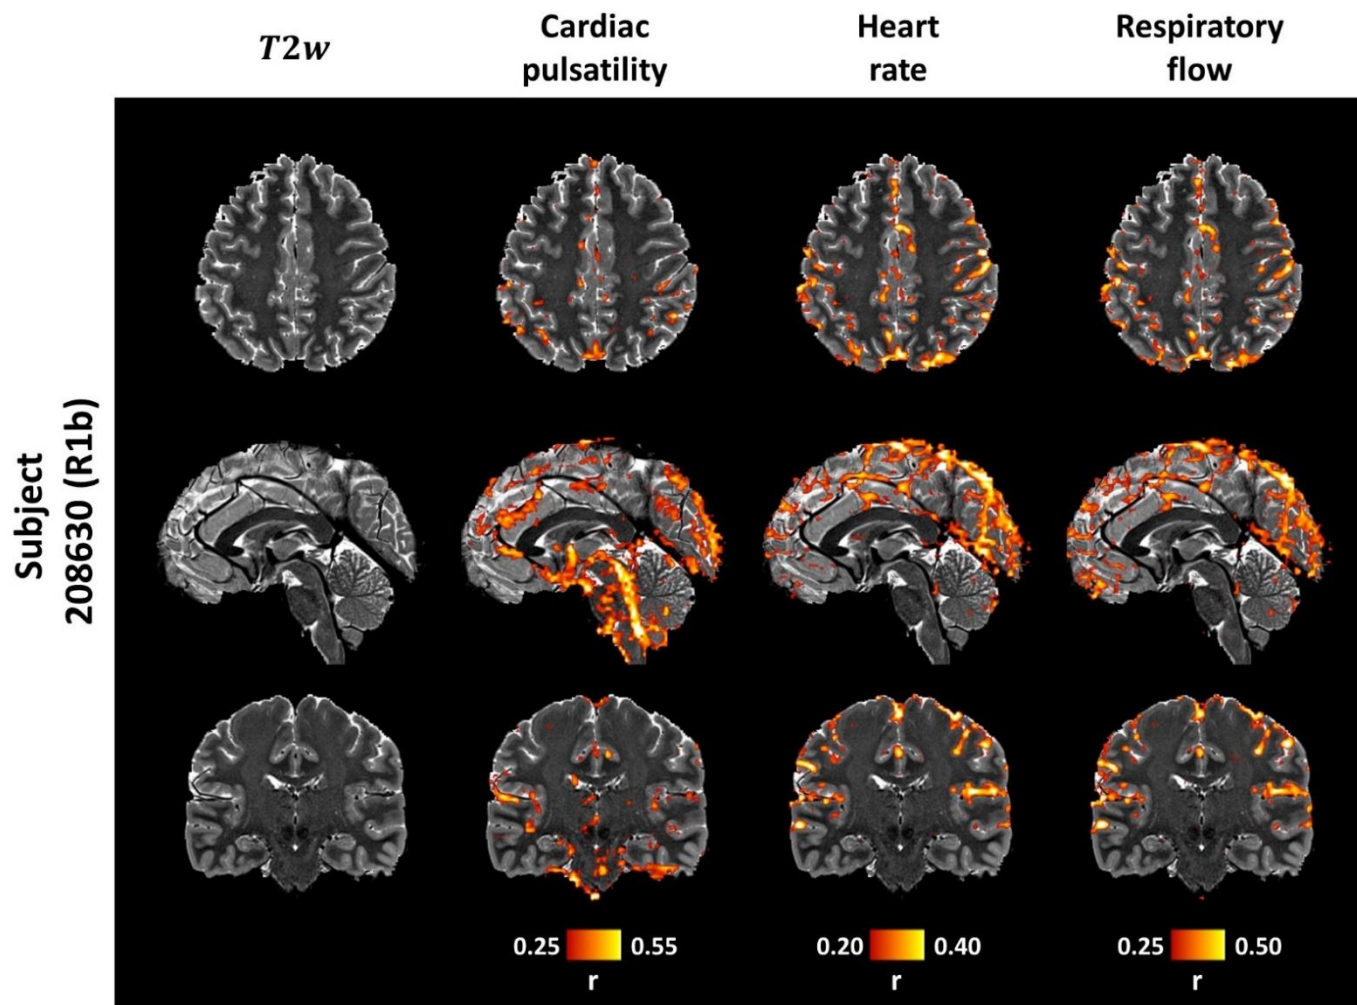 T2w
Cardiac
pulsatility
Heart
rate
Respiratory
flow
Subject
208630 (R1b)
0.25 0.55
r
0.20 0.40
r
0.25 0.50
r